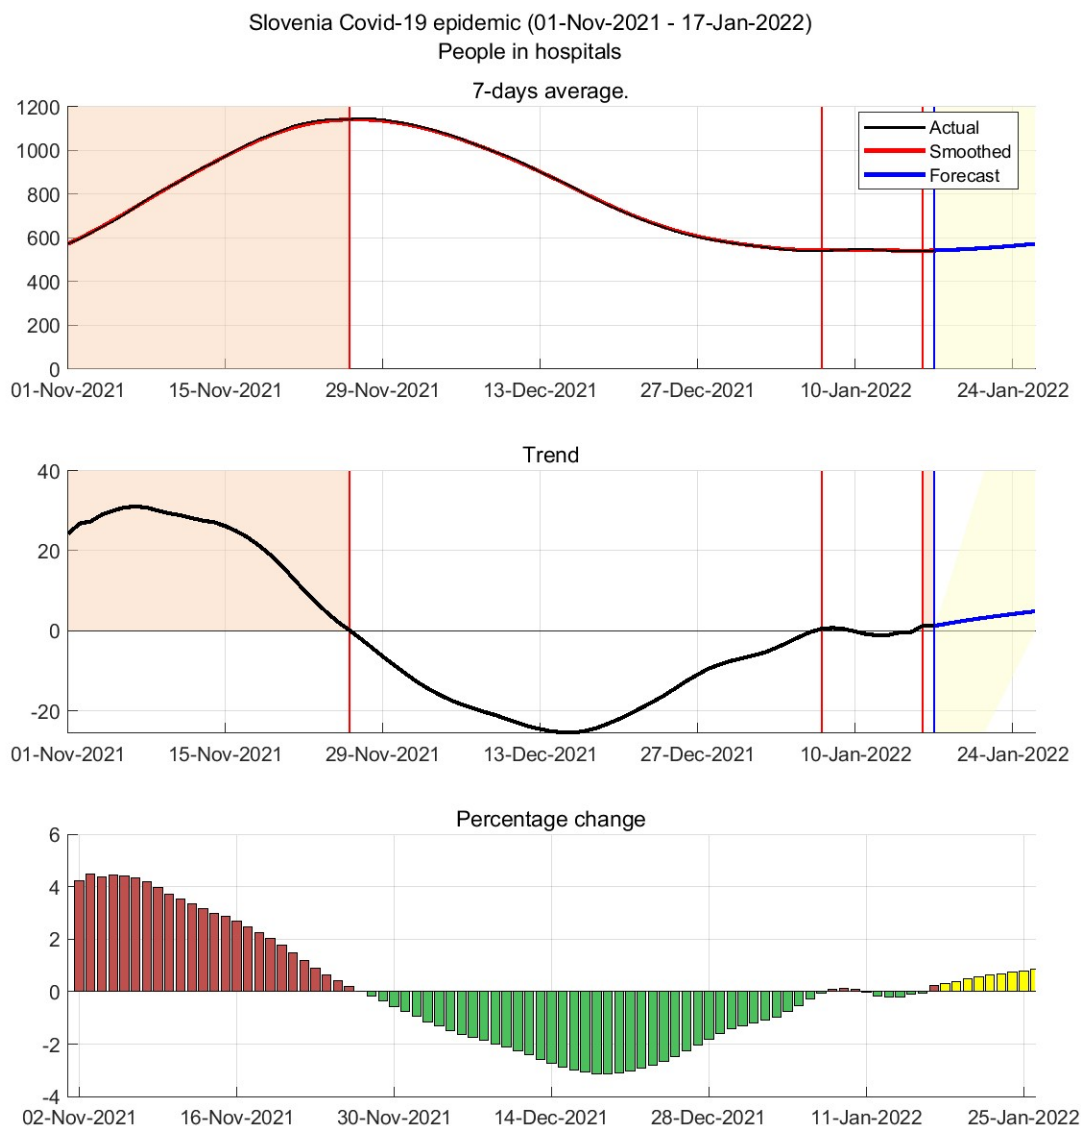 Slovenia Covid-19 epidemic (01-Nov-2021 - 17-Jan-2022)
People in hospitals
7-days average.
1200
1000
800
600
400
200
0
Actual
Smoothed
Forecast
01-Nov-2021 15-Nov-2021 29-Nov-2021 13-Dec-2021 27-Dec-2021 10-Jan-2022 24-Jan-2022
Trend
40
20
0
-20
01-Nov-2021 15-Nov-2021 29-Nov-2021 13-Dec-2021 27-Dec-2021 10-Jan-2022 24-Jan-2022
Percentage change
6
4
2
0
-2
-4
02-Nov-2021 16-Nov-2021 30-Nov-2021 14-Dec-2021 28-Dec-2021 11-Jan-2022 25-Jan-2022